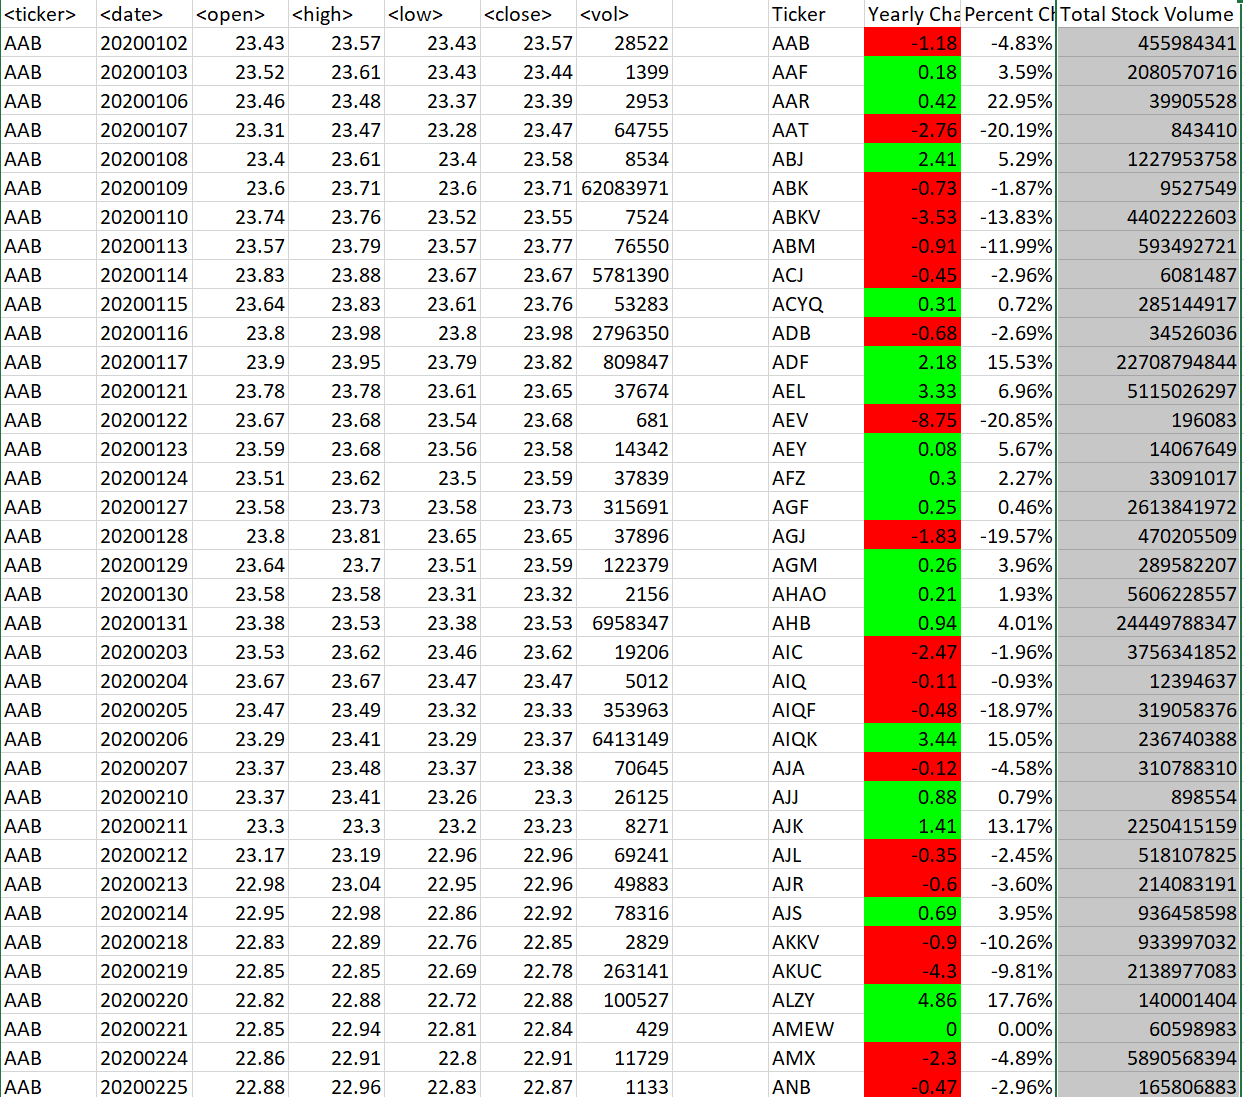 <ticker> <date> <open> <high> <low> <close> <vol> Ticker Yearly Cha Percent Ch Total Stock Volume
AAB 20200102 23.43 23.57 23.43 23.57 28522 AAB -1.18 -4.83% 455984341
AAB 20200103 23.52 23.61 23.43 23.44 1399 AAF 0.18 3.59% 2080570716
AAB 20200106 23.46 23.48 23.37 23.39 2953 AAR 0.42 22.95% 39905528
AAB 20200107 23.31 23.47 23.28 23.47 64755 AAT -2.76 -20.19% 843410
AAB 20200108 23.4 23.61 23.4 23.58 8534 ABJ 2.41 5.29% 1227953758
AAB 20200109 23.6 23.71 23.6 23.71 62083971 ABK -0.73 -1.87% 9527549
AAB 20200110 23.74 23.76 23.52 23.55 7524 ABKV -3.53 -13.83% 4402222603
AAB 20200113 23.57 23.79 23.57 23.77 76550 ABM -0.91 -11.99% 593492721
AAB 20200114 23.83 23.88 23.67 23.67 5781390 ACJ -0.45 -2.96% 6081487
AAB 20200115 23.64 23.83 23.61 23.76 53283 ACYQ 0.31 0.72% 285144917
AAB 20200116 23.8 23.98 23.8 23.98 2796350 ADB -0.68 -2.69% 34526036
AAB 20200117 23.9 23.95 23.79 23.82 809847 ADF 2.18 15.53% 22708794844
AAB 20200121 23.78 23.78 23.61 23.65 37674 AEL 3.33 6.96% 5115026297
AAB 20200122 23.67 23.68 23.54 23.68 681 AEV -8.75 -20.85% 196083
AAB 20200123 23.59 23.68 23.56 23.58 14342 AEY 0.08 5.67% 14067649
AAB 20200124 23.51 23.62 23.5 23.59 37839 AFZ 0.3 2.27% 33091017
AAB 20200127 23.58 23.73 23.58 23.73 315691 AGF 0.25 0.46% 2613841972
AAB 20200128 23.8 23.81 23.65 23.65 37896 AGJ -1.83 -19.57% 470205509
AAB 20200129 23.64 23.7 23.51 23.59 122379 AGM 0.26 3.96% 289582207
AAB 20200130 23.58 23.58 23.31 23.32 2156 AHAO 0.21 1.93% 5606228557
AAB 20200131 23.38 23.53 23.38 23.53 6958347 AHB 0.94 4.01% 24449788347
AAB 20200203 23.53 23.62 23.46 23.62 19206 AIC -2.47 -1.96% 3756341852
AAB 20200204 23.67 23.67 23.47 23.47 5012 AIQ -0.11 -0.93% 12394637
AAB 20200205 23.47 23.49 23.32 23.33 353963 AIQF -0.48 -18.97% 319058376
AAB 20200206 23.29 23.41 23.29 23.37 6413149 AIQK 3.44 15.05% 236740388
AAB 20200207 23.37 23.48 23.37 23.38 70645 AJA -0.12 -4.58% 310788310
AAB 20200210 23.37 23.41 23.26 23.3 26125 AJJ 0.88 0.79% 898554
AAB 20200211 23.3 23.3 23.2 23.23 8271 AJK 1.41 13.17% 2250415159
AAB 20200212 23.17 23.19 22.96 22.96 69241 AJL -0.35 -2.45% 518107825
AAB 20200213 22.98 23.04 22.95 22.96 49883 AJR -0.6 -3.60% 214083191
AAB 20200214 22.95 22.98 22.86 22.92 78316 AJS 0.69 3.95% 936458598
AAB 20200218 22.83 22.89 22.76 22.85 2829 AKKV -0.9 -10.26% 933997032
AAB 20200219 22.85 22.85 22.69 22.78 263141 AKUC -4.3 -9.81% 2138977083
AAB 20200220 22.82 22.88 22.72 22.88 100527 ALZY 4.86 17.76% 140001404
AAB 20200221 22.85 22.94 22.81 22.84 429 AMEW 0 0.00% 60598983
AAB 20200224 22.86 22.91 22.8 22.91 11729 AMX -2.3 -4.89% 5890568394
AAB 20200225 22.88 22.96 22.83 22.87 1133 ANB -0.47 -2.96% 165806883